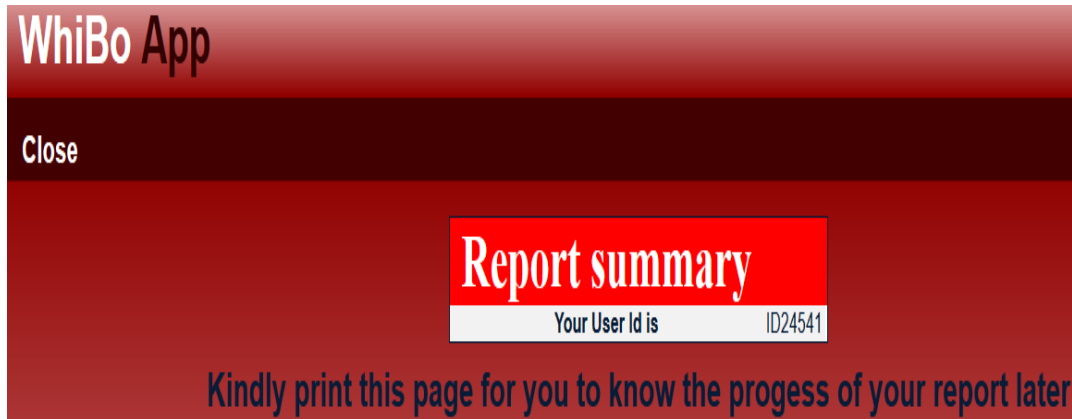 WhiBo App
Close
Report summary
Your User Id is ID24541
Kindly print this page for you to know the progess of your report later